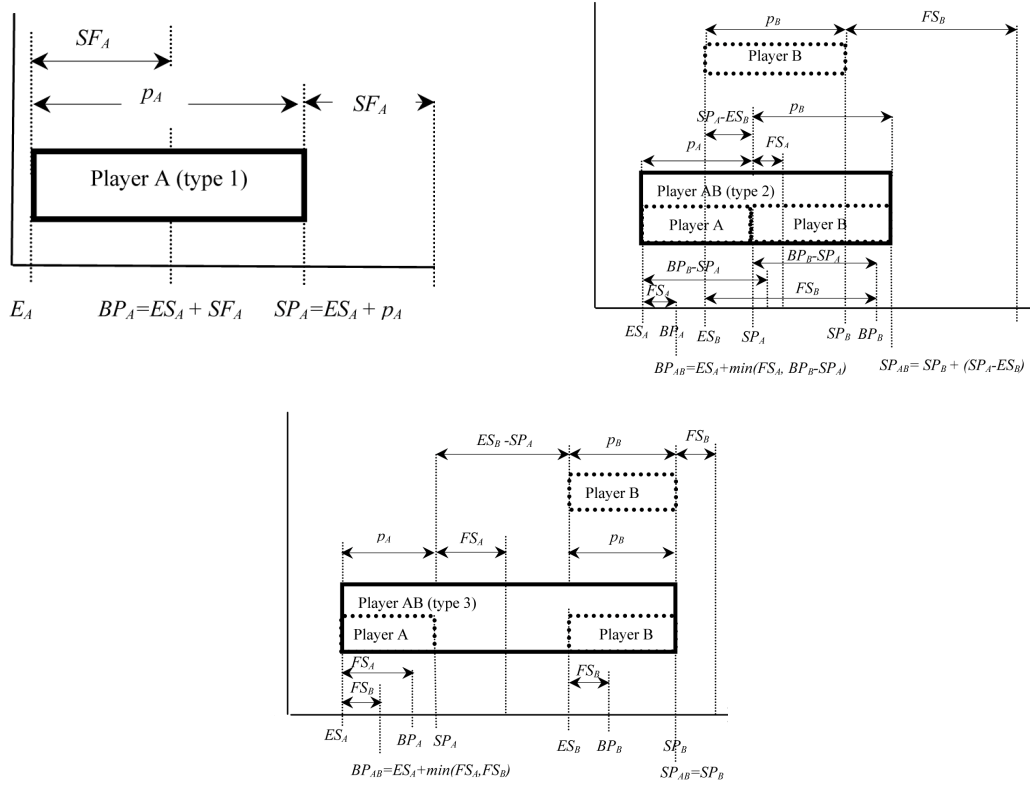 SF_A
p_A
SF_A
Player A (type 1)
E_A
BP_A=ES_A + SF_A
SP_A=ES_A + p_A
p_B
FS_B
Player B
p_B
SP_A-ES_B
p_A
FS_A
Player AB (type 2)
Player A
Player B
BP_B-SP_A
BP_B-SP_A
FS_A
FS_B
ES_A
BP_A
ES_B
SP_A
SP_B
BP_B
BP_AB=ES_A+min(FS_A, BP_B-SP_A)
SP_AB= SP_B + (SP_A-ES_B)
ES_B -SP_A
p_B
FS_B
Player B
p_A
FS_A
p_B
Player AB (type 3)
Player A
Player B
FS_A
FS_B
FS_B
ES_A
BP_A
SP_A
ES_B
BP_B
SP_B
BP_AB=ES_A+min(FS_A,FS_B)
SP_AB=SP_B